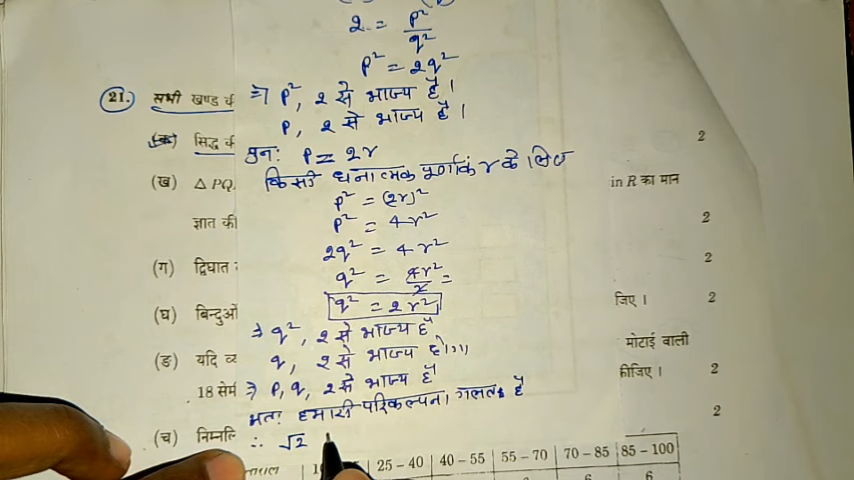 2 = p²/q²
p² = 2q²
⇒ p², 2 से भाज्य है।
p, 2 से भाज्य है।
पुनः p = 2r
किसी धनात्मक पूर्णांक r के लिए
p² = (2r)²
p² = 4r²
2q² = 4r²
q² = 4r²/2 =
q² = 2r²
⇒ q², 2 से भाज्य है
q, 2 से भाज्य होगा
⇒ p, q, 2 से भाज्य है
अतः हमारी परिकल्पना गलत है
∴ √2
21. सभी खण्ड
(क) सिद्ध 2
(ख) △ PQ in R का मान
ज्ञात की 2
(ग) द्विघात 2
(घ) बिन्दुओं जिए। 2
(ङ) यदि मोटाई वाली
18 सेमी कीजिए। 2
(च) निम्नलि 2
25 – 40 40 – 55 55 – 70 70 – 85 85 – 100
6 6